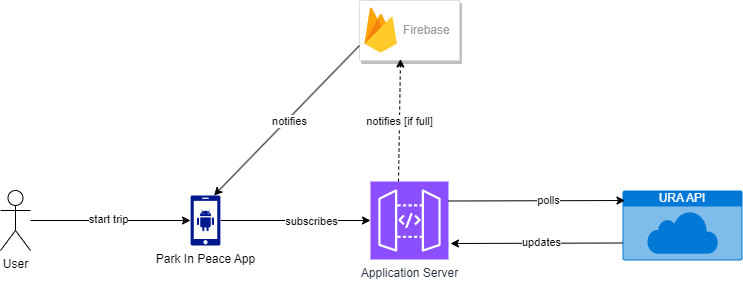 Firebase
notifies
notifies [if full]
start trip
subscribes
polls
URA API
updates
User
Park In Peace App
Application Server